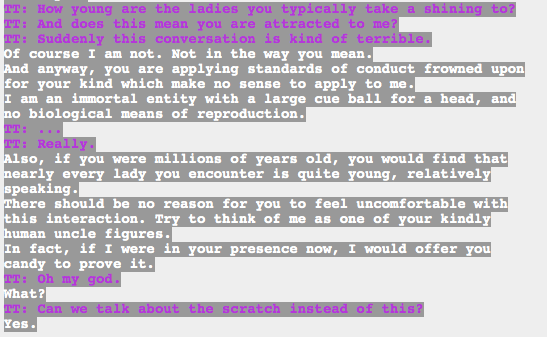 TT: How young are the ladies you typically take a shining to?
TT: And does this mean you are attracted to me?
TT: Suddenly this conversation is kind of terrible.
Of course I am not. Not in the way you mean.
And anyway, you are applying standards of conduct frowned upon
for your kind which make no sense to apply to me.
I am an immortal entity with a large cue ball for a head, and
no biological means of reproduction.
TT: ...
TT: Really.
Also, if you were millions of years old, you would find that
nearly every lady you encounter is quite young, relatively
speaking.
There should be no reason for you to feel uncomfortable with
this interaction. Try to think of me as one of your kindly
human uncle figures.
In fact, if I were in your presence now, I would offer you
candy to prove it.
TT: Oh my god.
What?
TT: Can we talk about the scratch instead of this?
Yes.